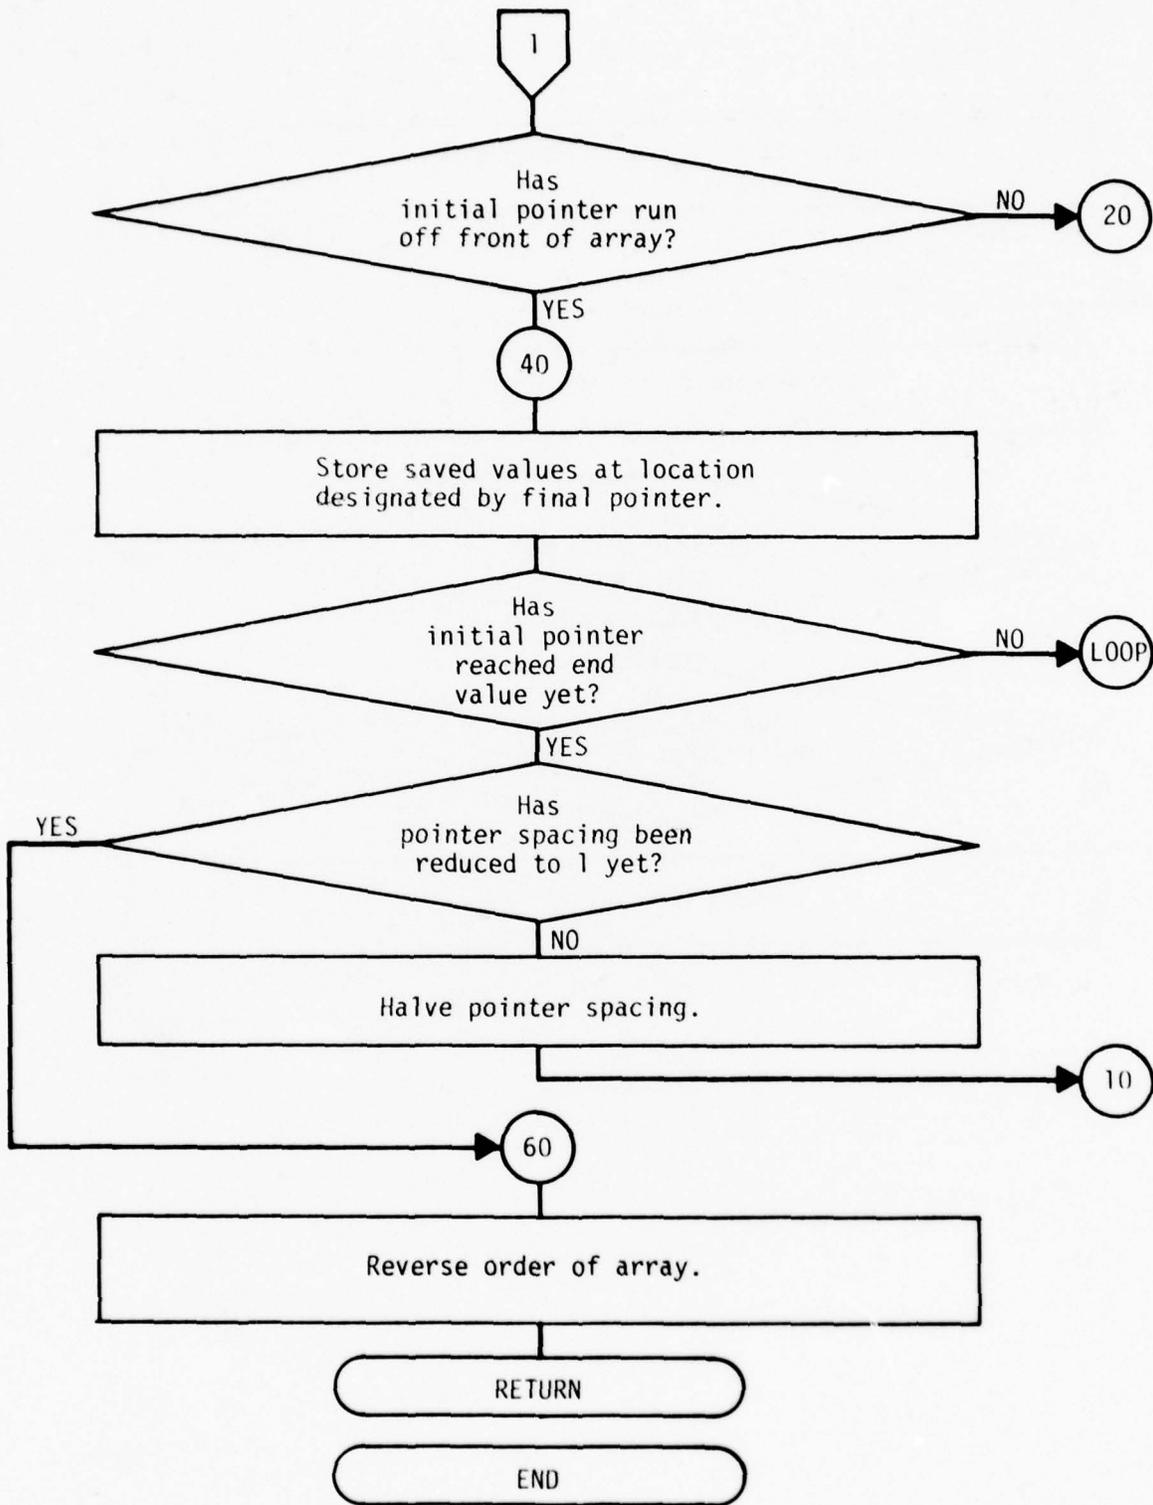 1
Has
initial pointer run
off front of array?
NO
20
YES
40
Store saved values at location
designated by final pointer.
Has
initial pointer
reached end
value yet?
NO
LOOP
YES
Has
pointer spacing been
reduced to 1 yet?
YES
NO
Halve pointer spacing.
10
60
Reverse order of array.
RETURN
END